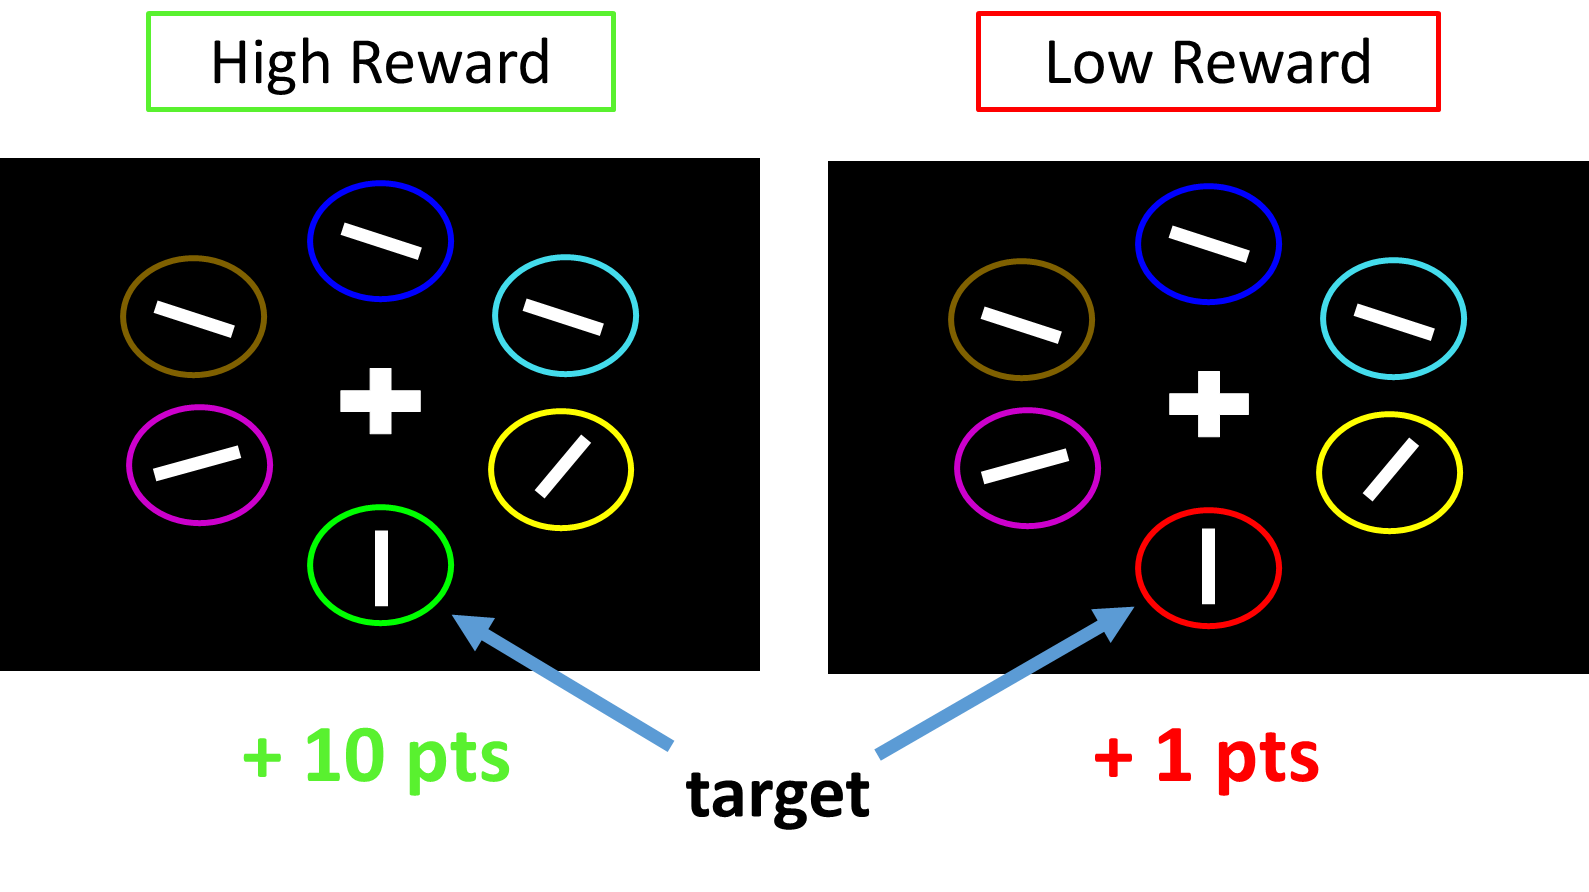 High Reward
Low Reward
+ 10 pts
+ 1 pts
target